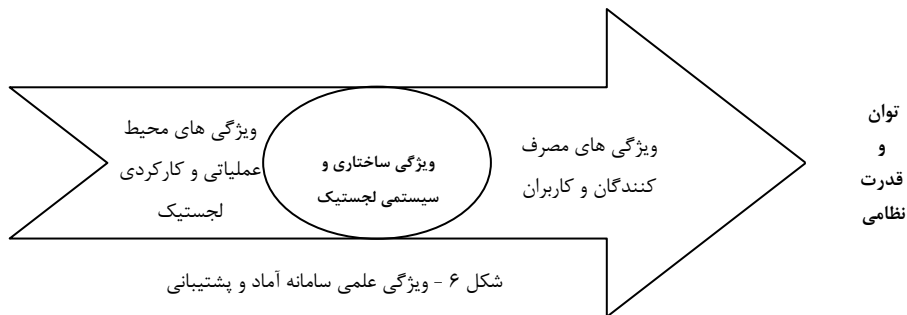 ویژگی های محیط
عملیاتی و کارکردی
لجستیک
ویژگی ساختاری و
سیستمی لجستیک
ویژگی های مصرف
کنندگان و کاربران
توان
و
قدرت
نظامی
شکل ۶ - ویژگی علمی سامانه آماد و پشتیبانی